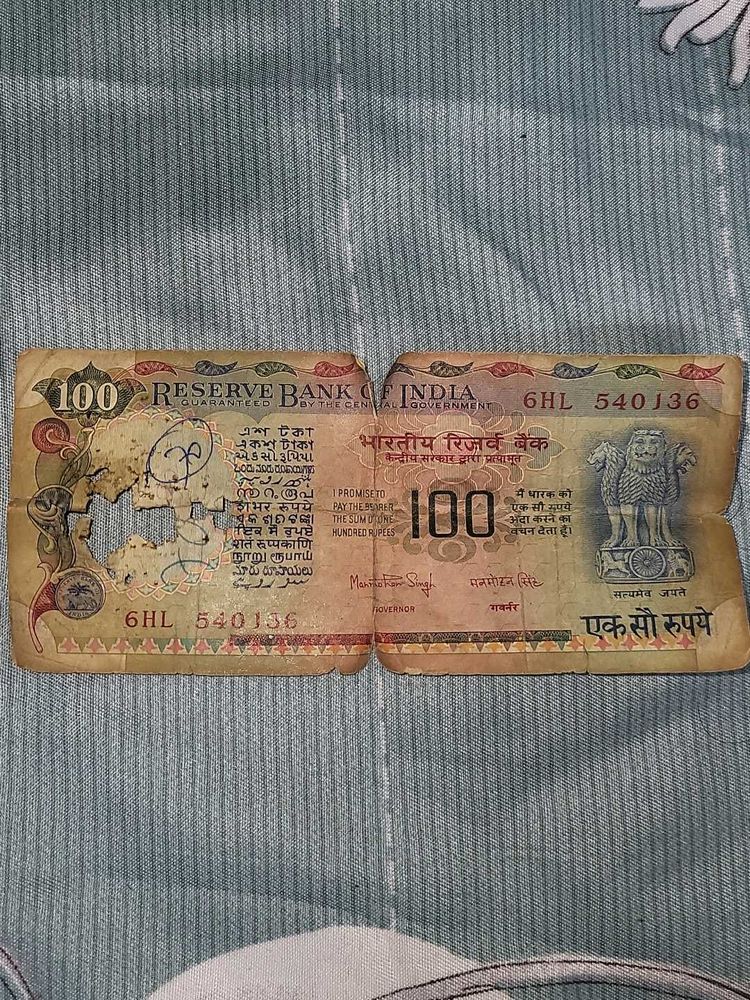 100
RESERVE BANK OF INDIA
GUARANTEED BY THE CENTRAL GOVERNMENT
6HL 540136
भारतीय रिज़र्व बैंक
केन्द्रीय सरकार द्वारा प्रत्याभूत
একশ টাকা
I PROMISE TO
PAY THE BEARER
THE SUM OF ONE
HUNDRED RUPEES
100
मैं धारक को
एक सौ रुपये
अदा करने का
वचन देता हूँ।
Manmohan Singh
मनमोहन सिंह
GOVERNOR
गवर्नर
सत्यमेव जयते
एक सौ रुपये
6HL 540136